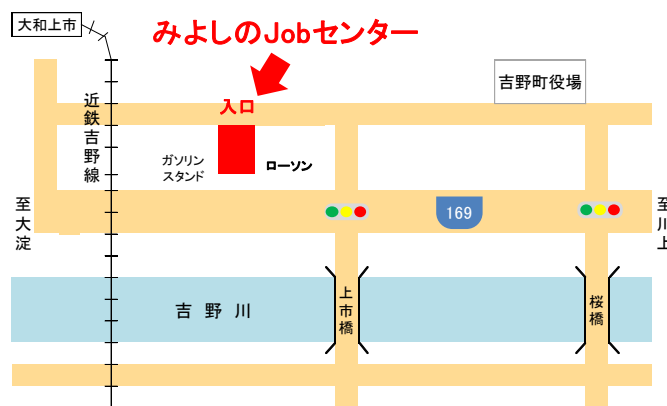 大和上市
みよしのJobセンター
吉野町役場
入口
近鉄吉野線
ガソリン
スタンド
ローソン
至大淀
169
至川上
吉野川
上市橋
桜橋